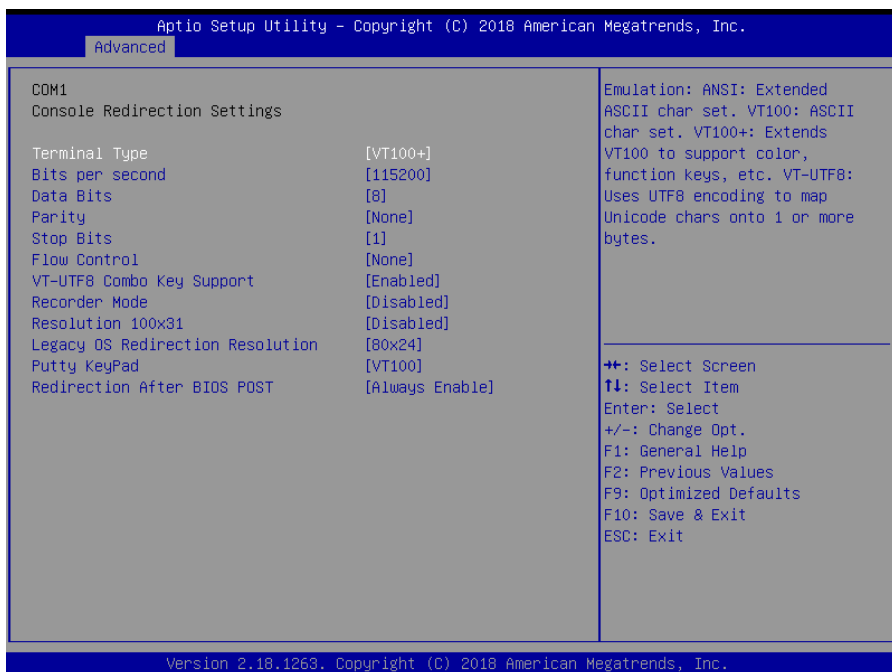 Aptio Setup Utility – Copyright (C) 2018 American Megatrends, Inc.
Advanced
COM1
Console Redirection Settings
Terminal Type [VT100+]
Bits per second [115200]
Data Bits [8]
Parity [None]
Stop Bits [1]
Flow Control [None]
VT-UTF8 Combo Key Support [Enabled]
Recorder Mode [Disabled]
Resolution 100x31 [Disabled]
Legacy OS Redirection Resolution [80x24]
Putty KeyPad [VT100]
Redirection After BIOS POST [Always Enable]
Emulation: ANSI: Extended
ASCII char set. VT100: ASCII
char set. VT100+: Extends
VT100 to support color,
function keys, etc. VT-UTF8:
Uses UTF8 encoding to map
Unicode chars onto 1 or more
bytes.
→←: Select Screen
↑↓: Select Item
Enter: Select
+/-: Change Opt.
F1: General Help
F2: Previous Values
F9: Optimized Defaults
F10: Save & Exit
ESC: Exit
Version 2.18.1263. Copyright (C) 2018 American Megatrends, Inc.